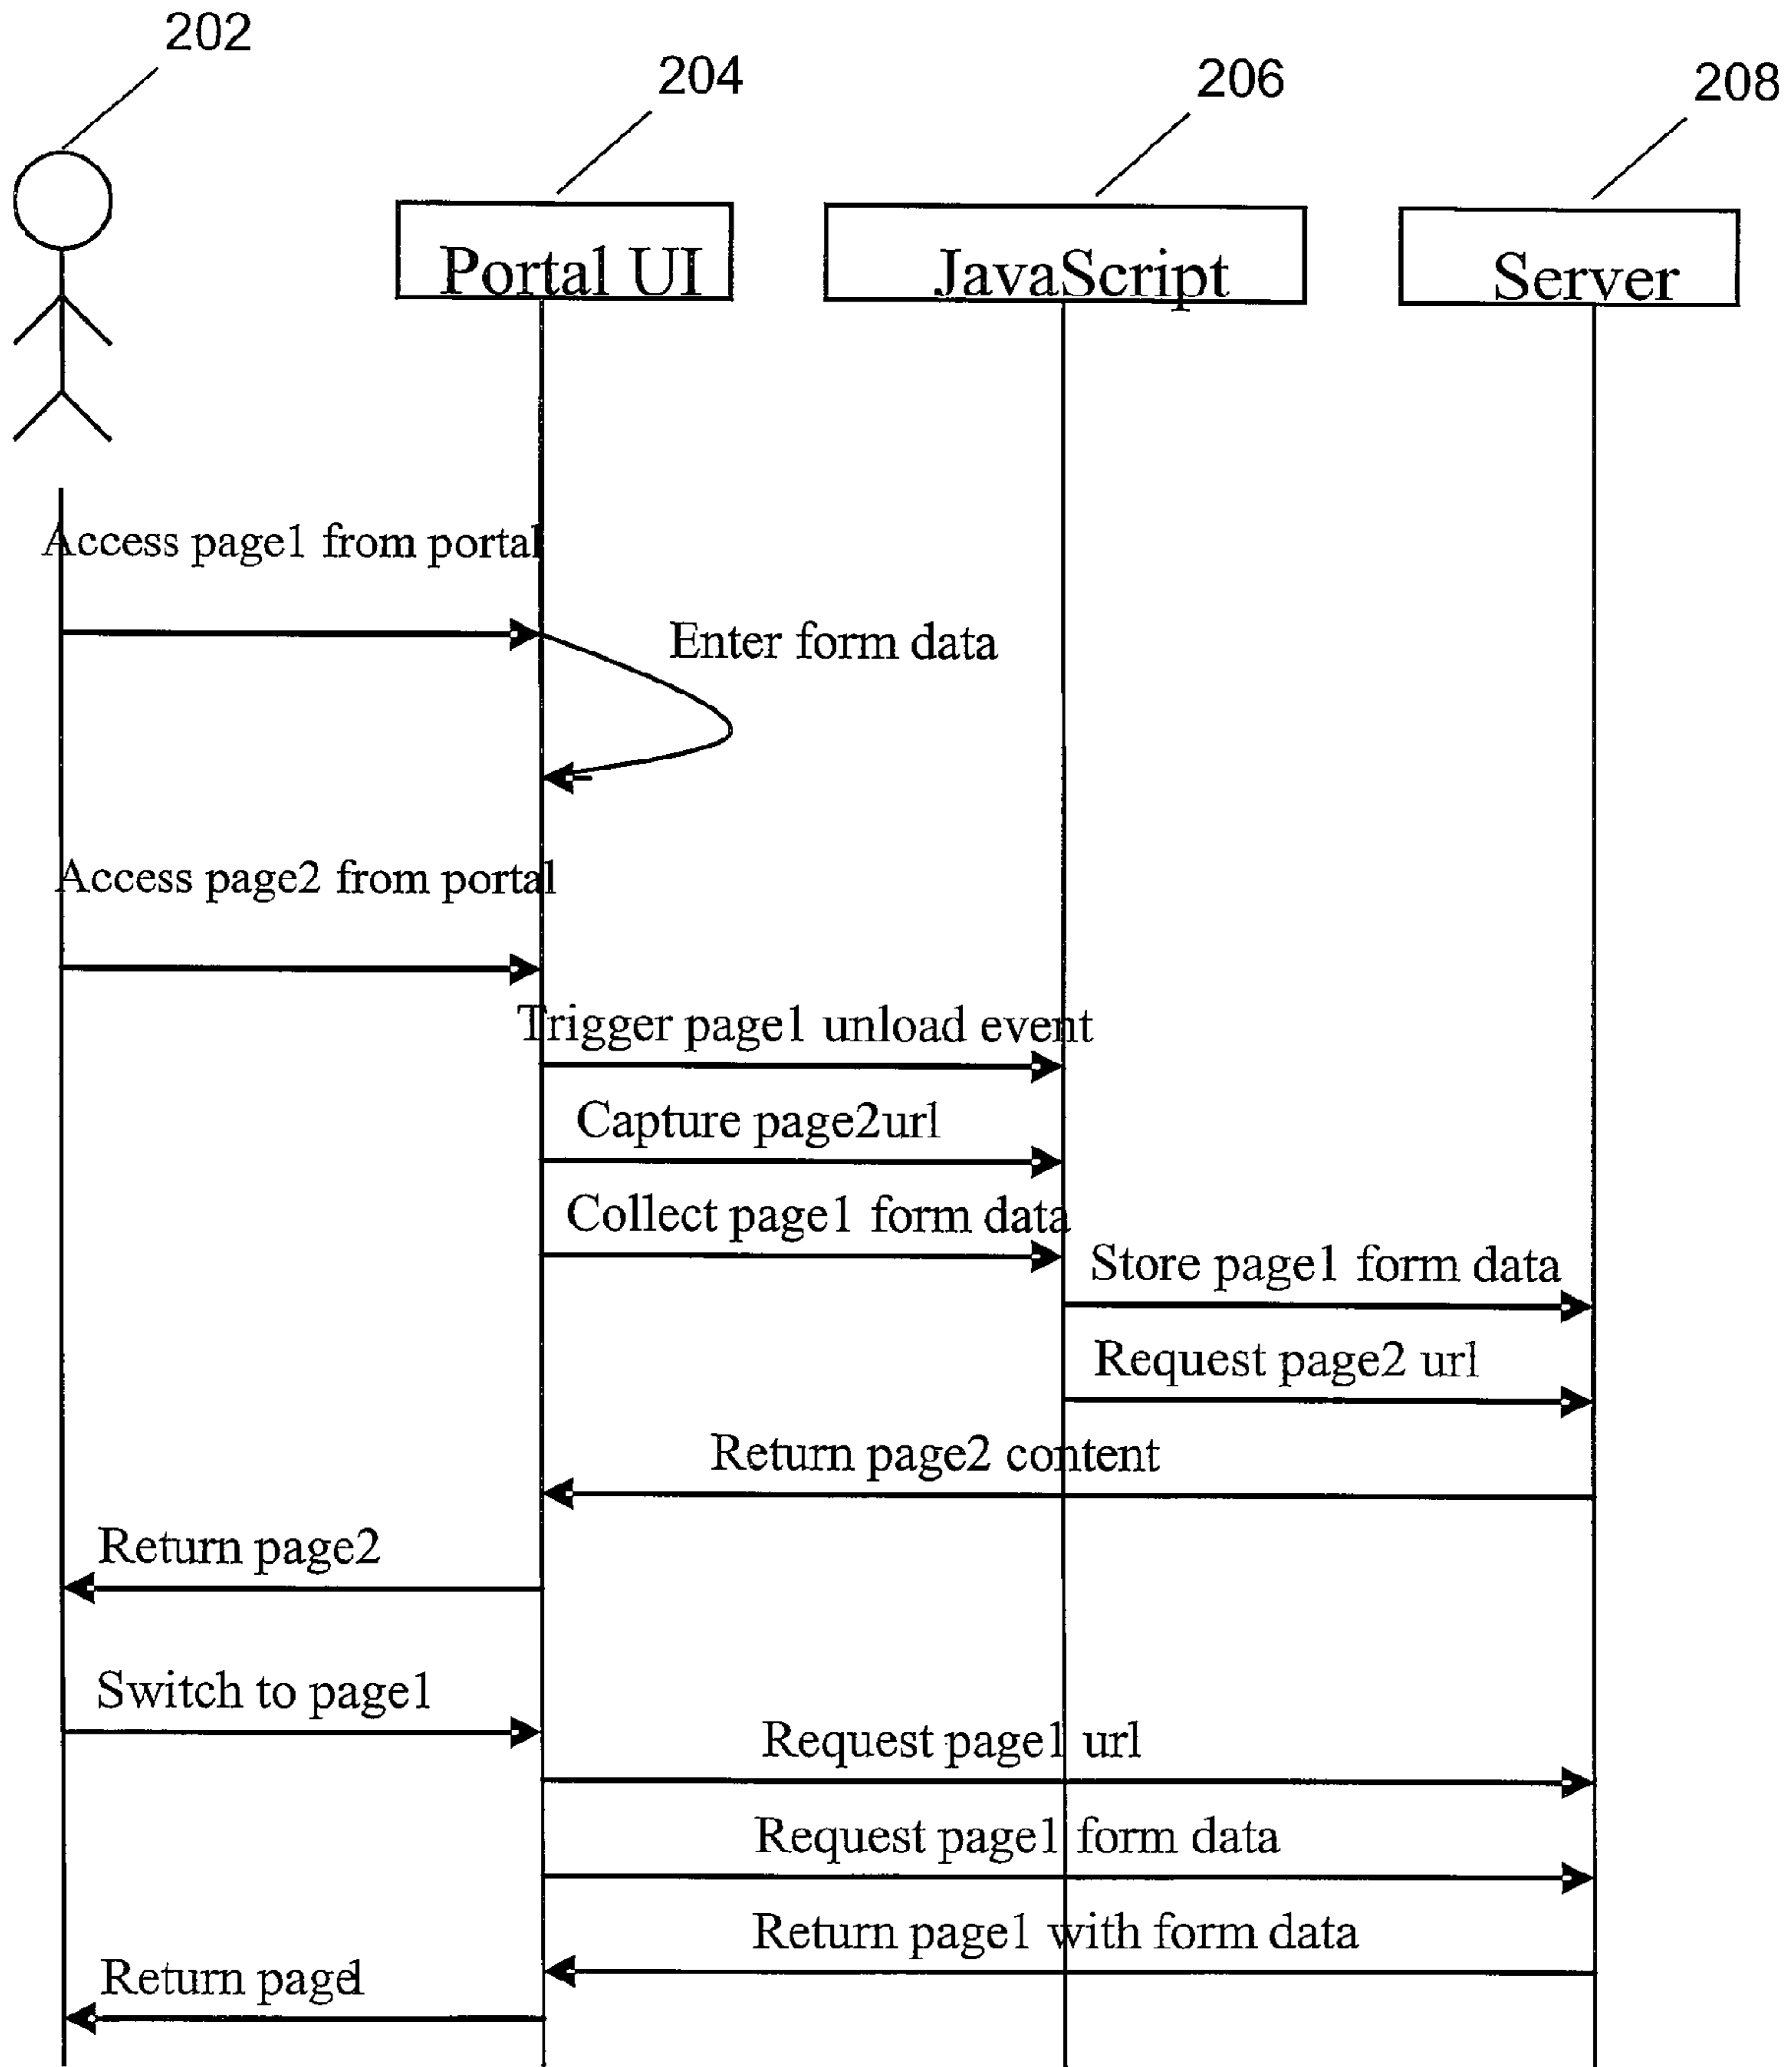 202
204
206
208
Portal UI
JavaScript
Server
Access page1 from portal
Enter form data
Access page2 from portal
Trigger page1 unload event
Capture page2url
Collect page1 form data
Store page1 form data
Request page2 url
Return page2 content
Return page2
Switch to page1
Request page1 url
Request page1 form data
Return page1 with form data
Return page1